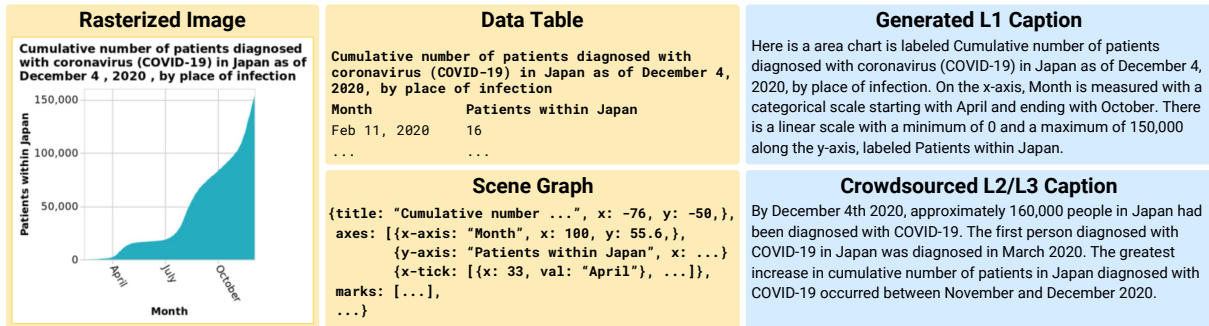 Rasterized Image
Cumulative number of patients diagnosed
with coronavirus (COVID-19) in Japan as of
December 4 , 2020 , by place of infection
150,000
100,000
50,000
0
Patients within Japan
April
July
October
Month
Data Table
Cumulative number of patients diagnosed with
coronavirus (COVID-19) in Japan as of December 4,
2020, by place of infection
Month Patients within Japan
Feb 11, 2020 16
... ...
Scene Graph
{title: “Cumulative number ...”, x: -76, y: -50,},
axes: [{x-axis: “Month”, x: 100, y: 55.6,},
{y-axis: “Patients within Japan”, x: ...}
{x-tick: [{x: 33, val: “April”}, ...]},
marks: [...],
...}
Generated L1 Caption
Here is a area chart is labeled Cumulative number of patients
diagnosed with coronavirus (COVID-19) in Japan as of December 4,
2020, by place of infection. On the x-axis, Month is measured with a
categorical scale starting with April and ending with October. There
is a linear scale with a minimum of 0 and a maximum of 150,000
along the y-axis, labeled Patients within Japan.
Crowdsourced L2/L3 Caption
By December 4th 2020, approximately 160,000 people in Japan had
been diagnosed with COVID-19. The first person diagnosed with
COVID-19 in Japan was diagnosed in March 2020. The greatest
increase in cumulative number of patients in Japan diagnosed with
COVID-19 occurred between November and December 2020.